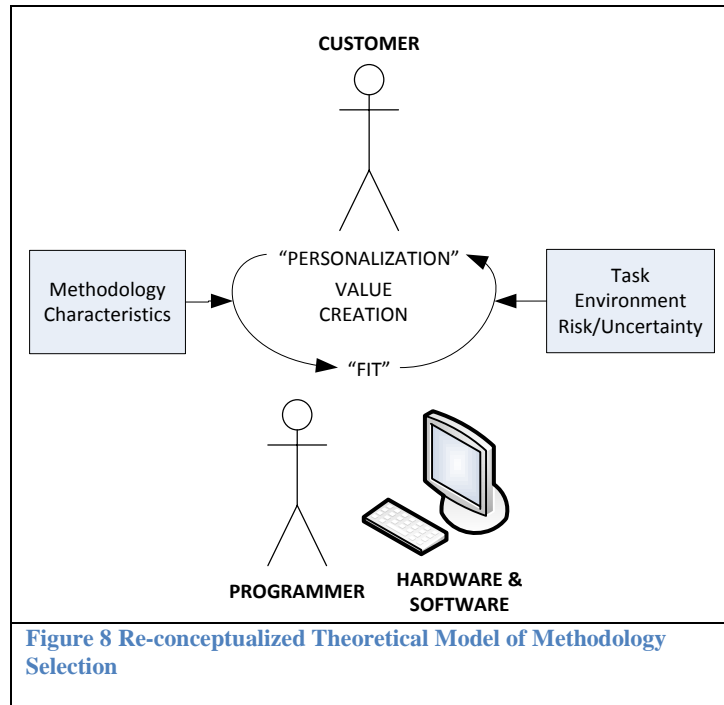 CUSTOMER
“PERSONALIZATION”
VALUE
CREATION
Methodology
Characteristics
Task
Environment
Risk/Uncertainty
“FIT”
PROGRAMMER
HARDWARE &
SOFTWARE
Figure 8 Re-conceptualized Theoretical Model of Methodology
Selection